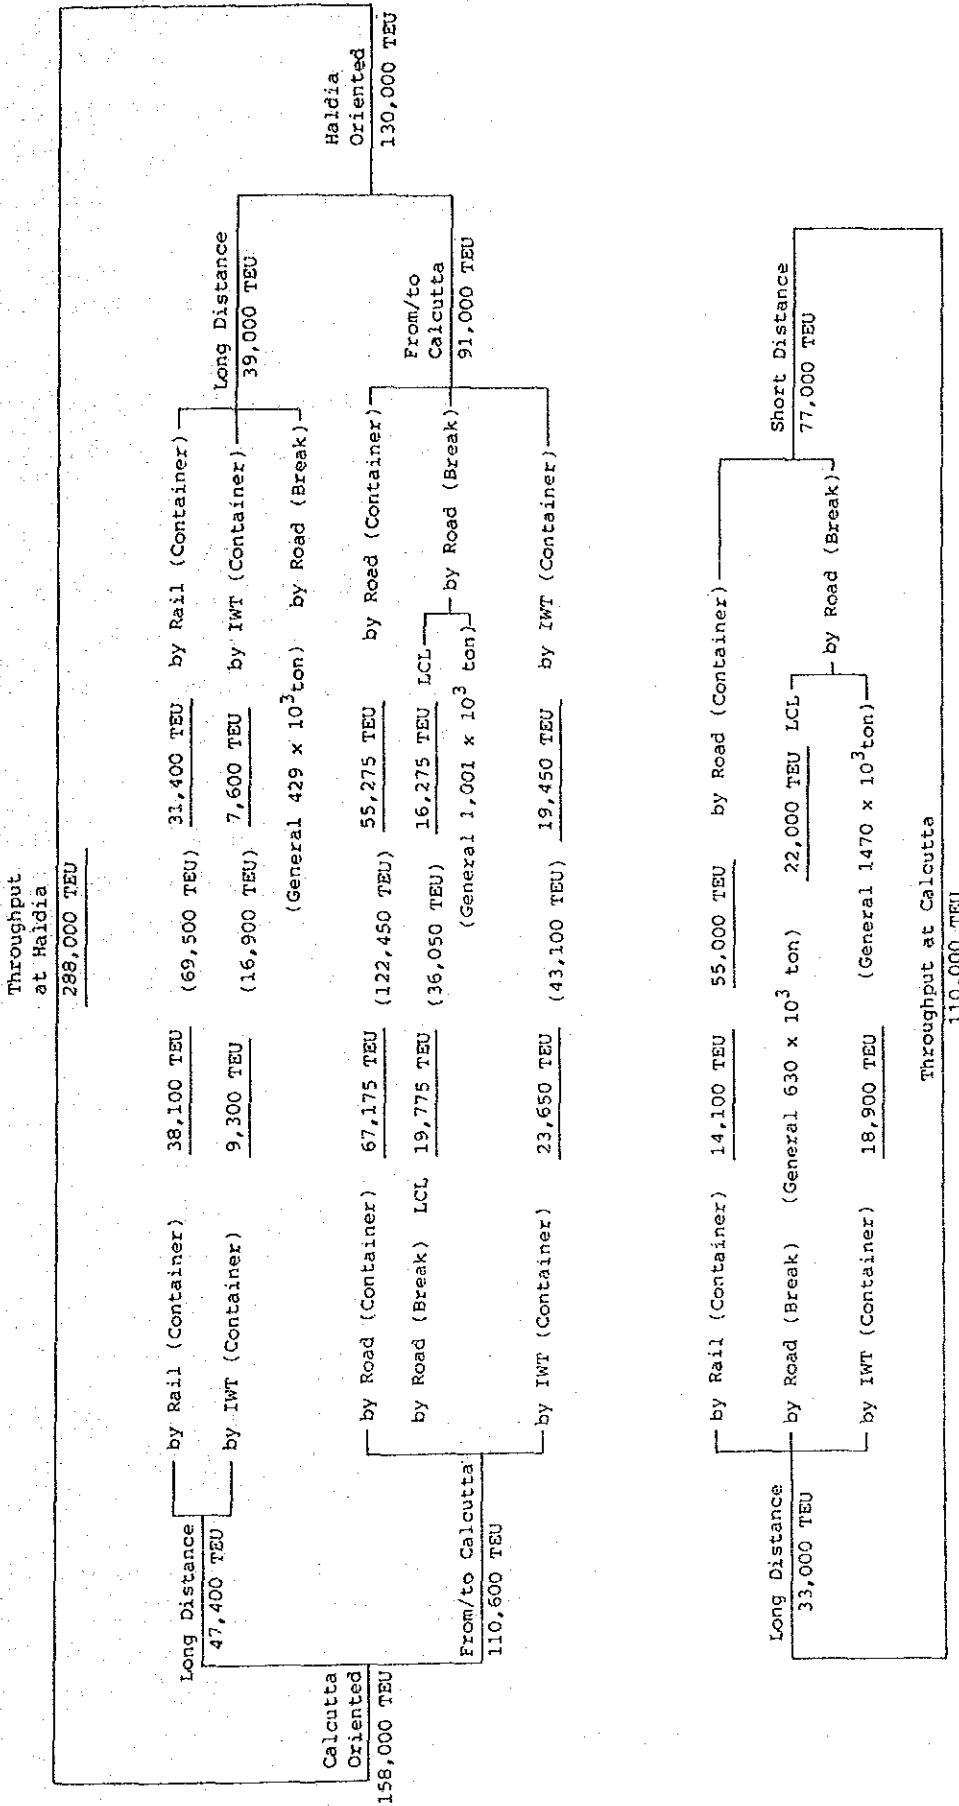 Throughput
at Haldia
288,000 TEU
Calcutta
Oriented
158,000 TEU
Long Distance
47,400 TEU
by Rail (Container) 38,100 TEU (69,500 TEU) 31,400 TEU by Rail (Container)
by IWT (Container) 9,300 TEU (16,900 TEU) 7,600 TEU by IWT (Container)
(General 429 x 10³ton) by Road (Break)
Long Distance
39,000 TEU
Haldia
Oriented
130,000 TEU
From/to Calcutta
110,600 TEU
by Road (Container) 67,175 TEU (122,450 TEU) 55,275 TEU by Road (Container)
by Road (Break) LCL 19,775 TEU (36,050 TEU) 16,275 TEU LCL
by Road (Break)
(General 1,001 x 10³ ton)
by IWT (Container) 23,650 TEU (43,100 TEU) 19,450 TEU by IWT (Container)
From/to
Calcutta
91,000 TEU
Long Distance
33,000 TEU
by Rail (Container) 14,100 TEU 55,000 TEU by Road (Container)
by Road (Break) (General 630 x 10³ ton) 22,000 TEU LCL
by Road (Break)
by IWT (Container) 18,900 TEU (General 1470 x 10³ton)
Short Distance
77,000 TEU
Throughput at Calcutta
110,000 TEU